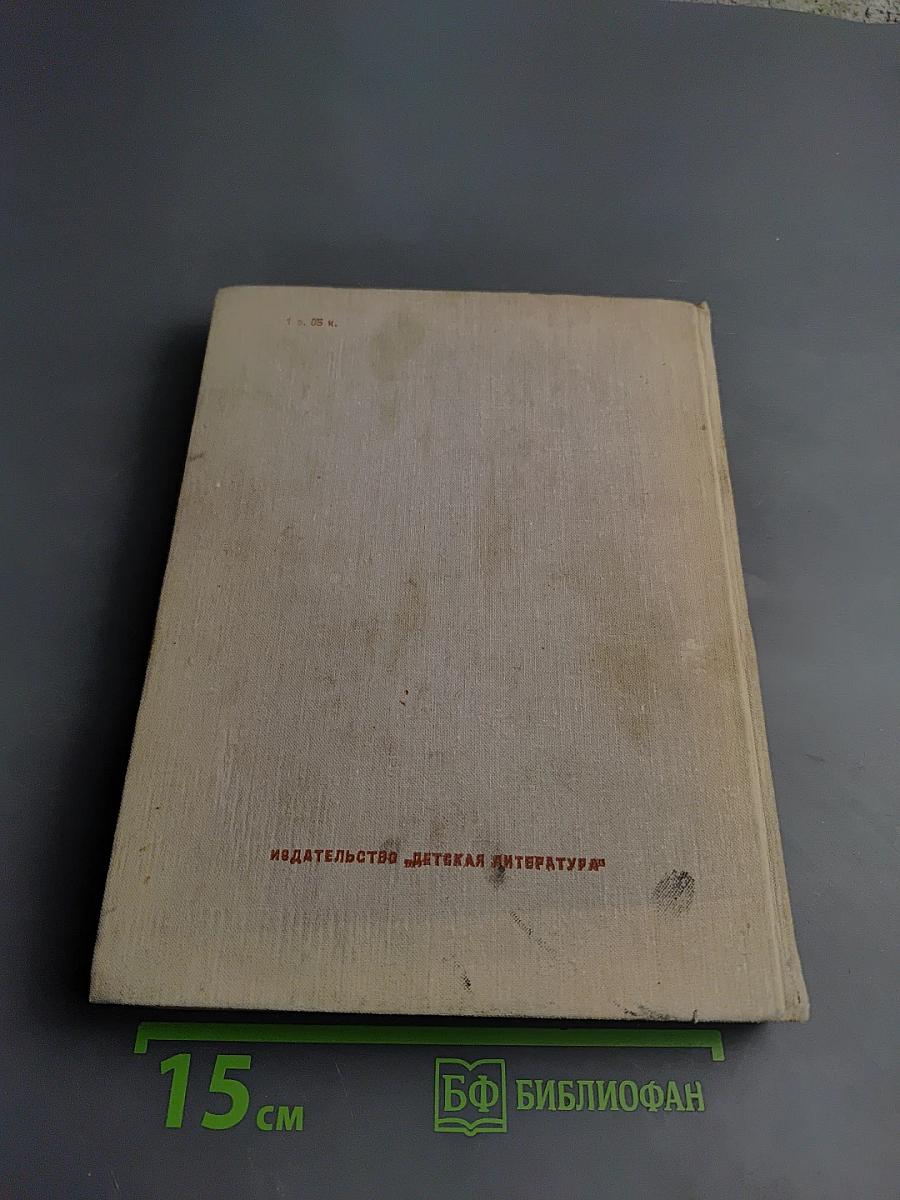 1 р. 05 к.
ИЗДАТЕЛЬСТВО „ДЕТСКАЯ ЛИТЕРАТУРА"
15 см
БФ БИБЛИОФАН